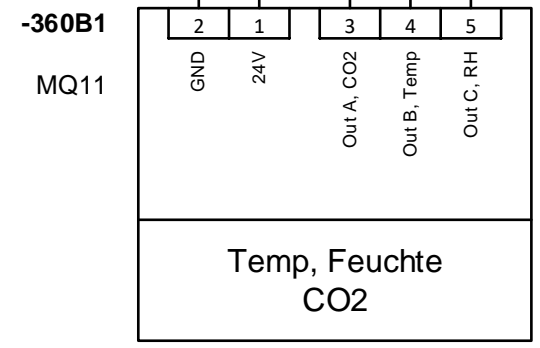 -360B1
2 1 3 4 5
MQ11
GND
24V
Out A, CO2
Out B, Temp
Out C, RH
Temp, Feuchte
CO2